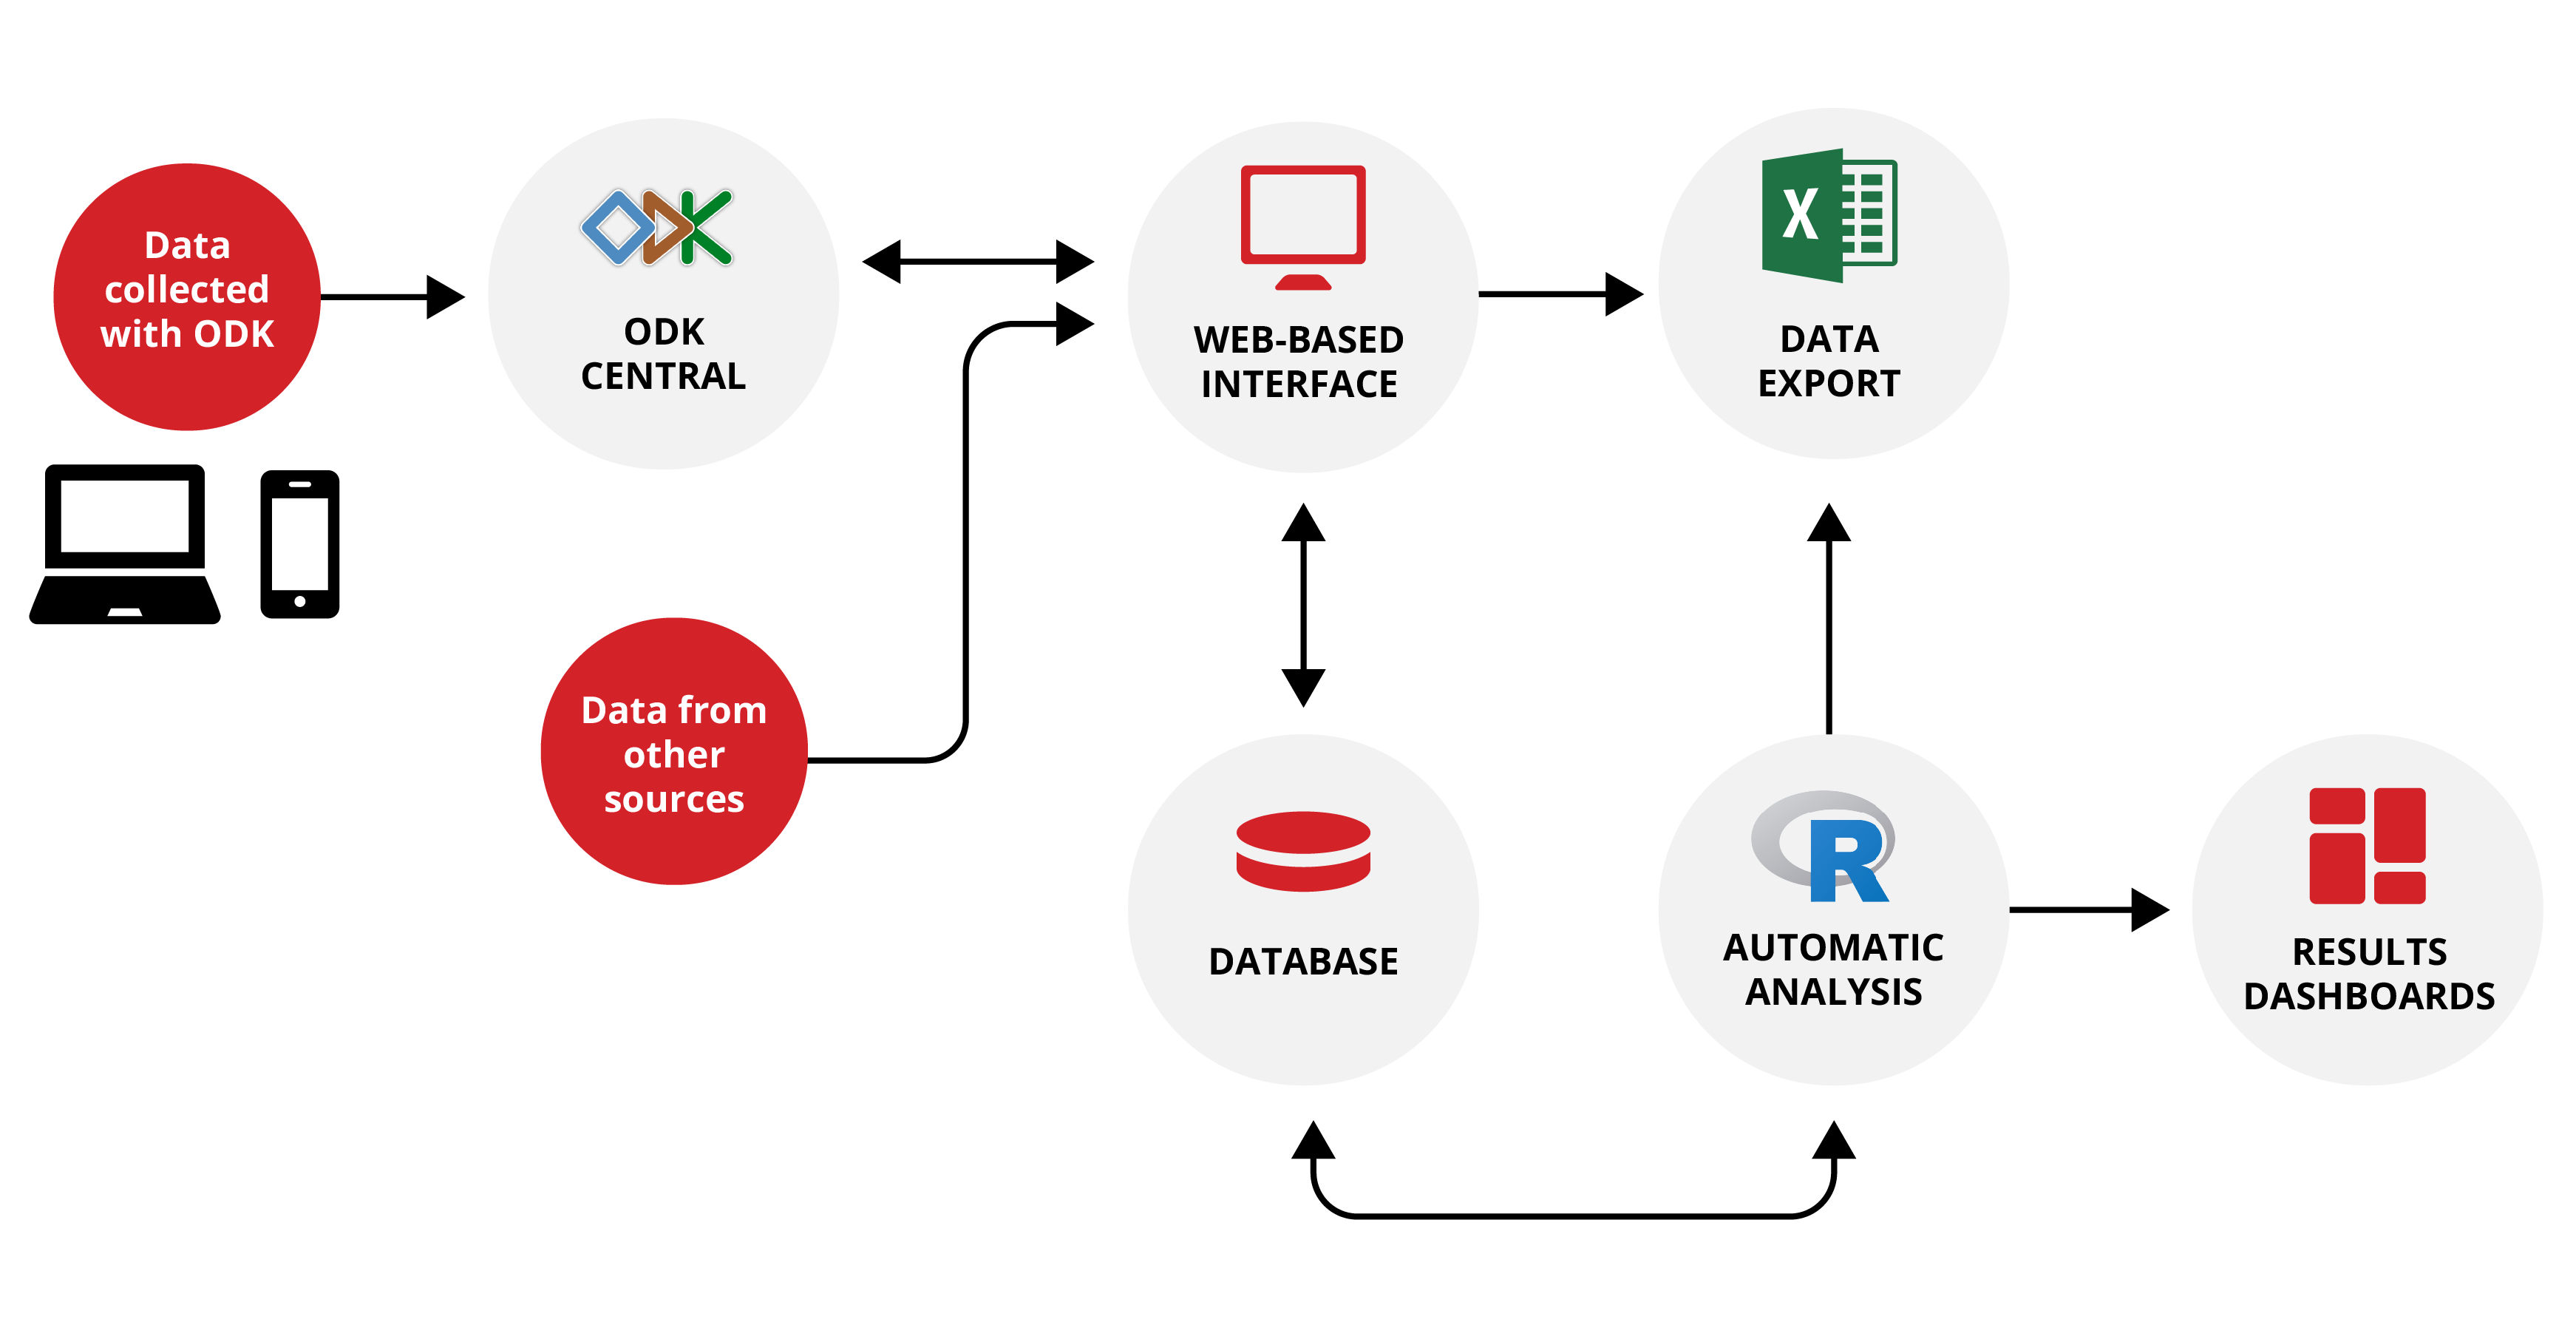 Data
collected
with ODK
ODK
ODK
CENTRAL
WEB-BASED
INTERFACE
X
DATA
EXPORT
Data from
other
sources
DATABASE
R
AUTOMATIC
ANALYSIS
RESULTS
DASHBOARDS